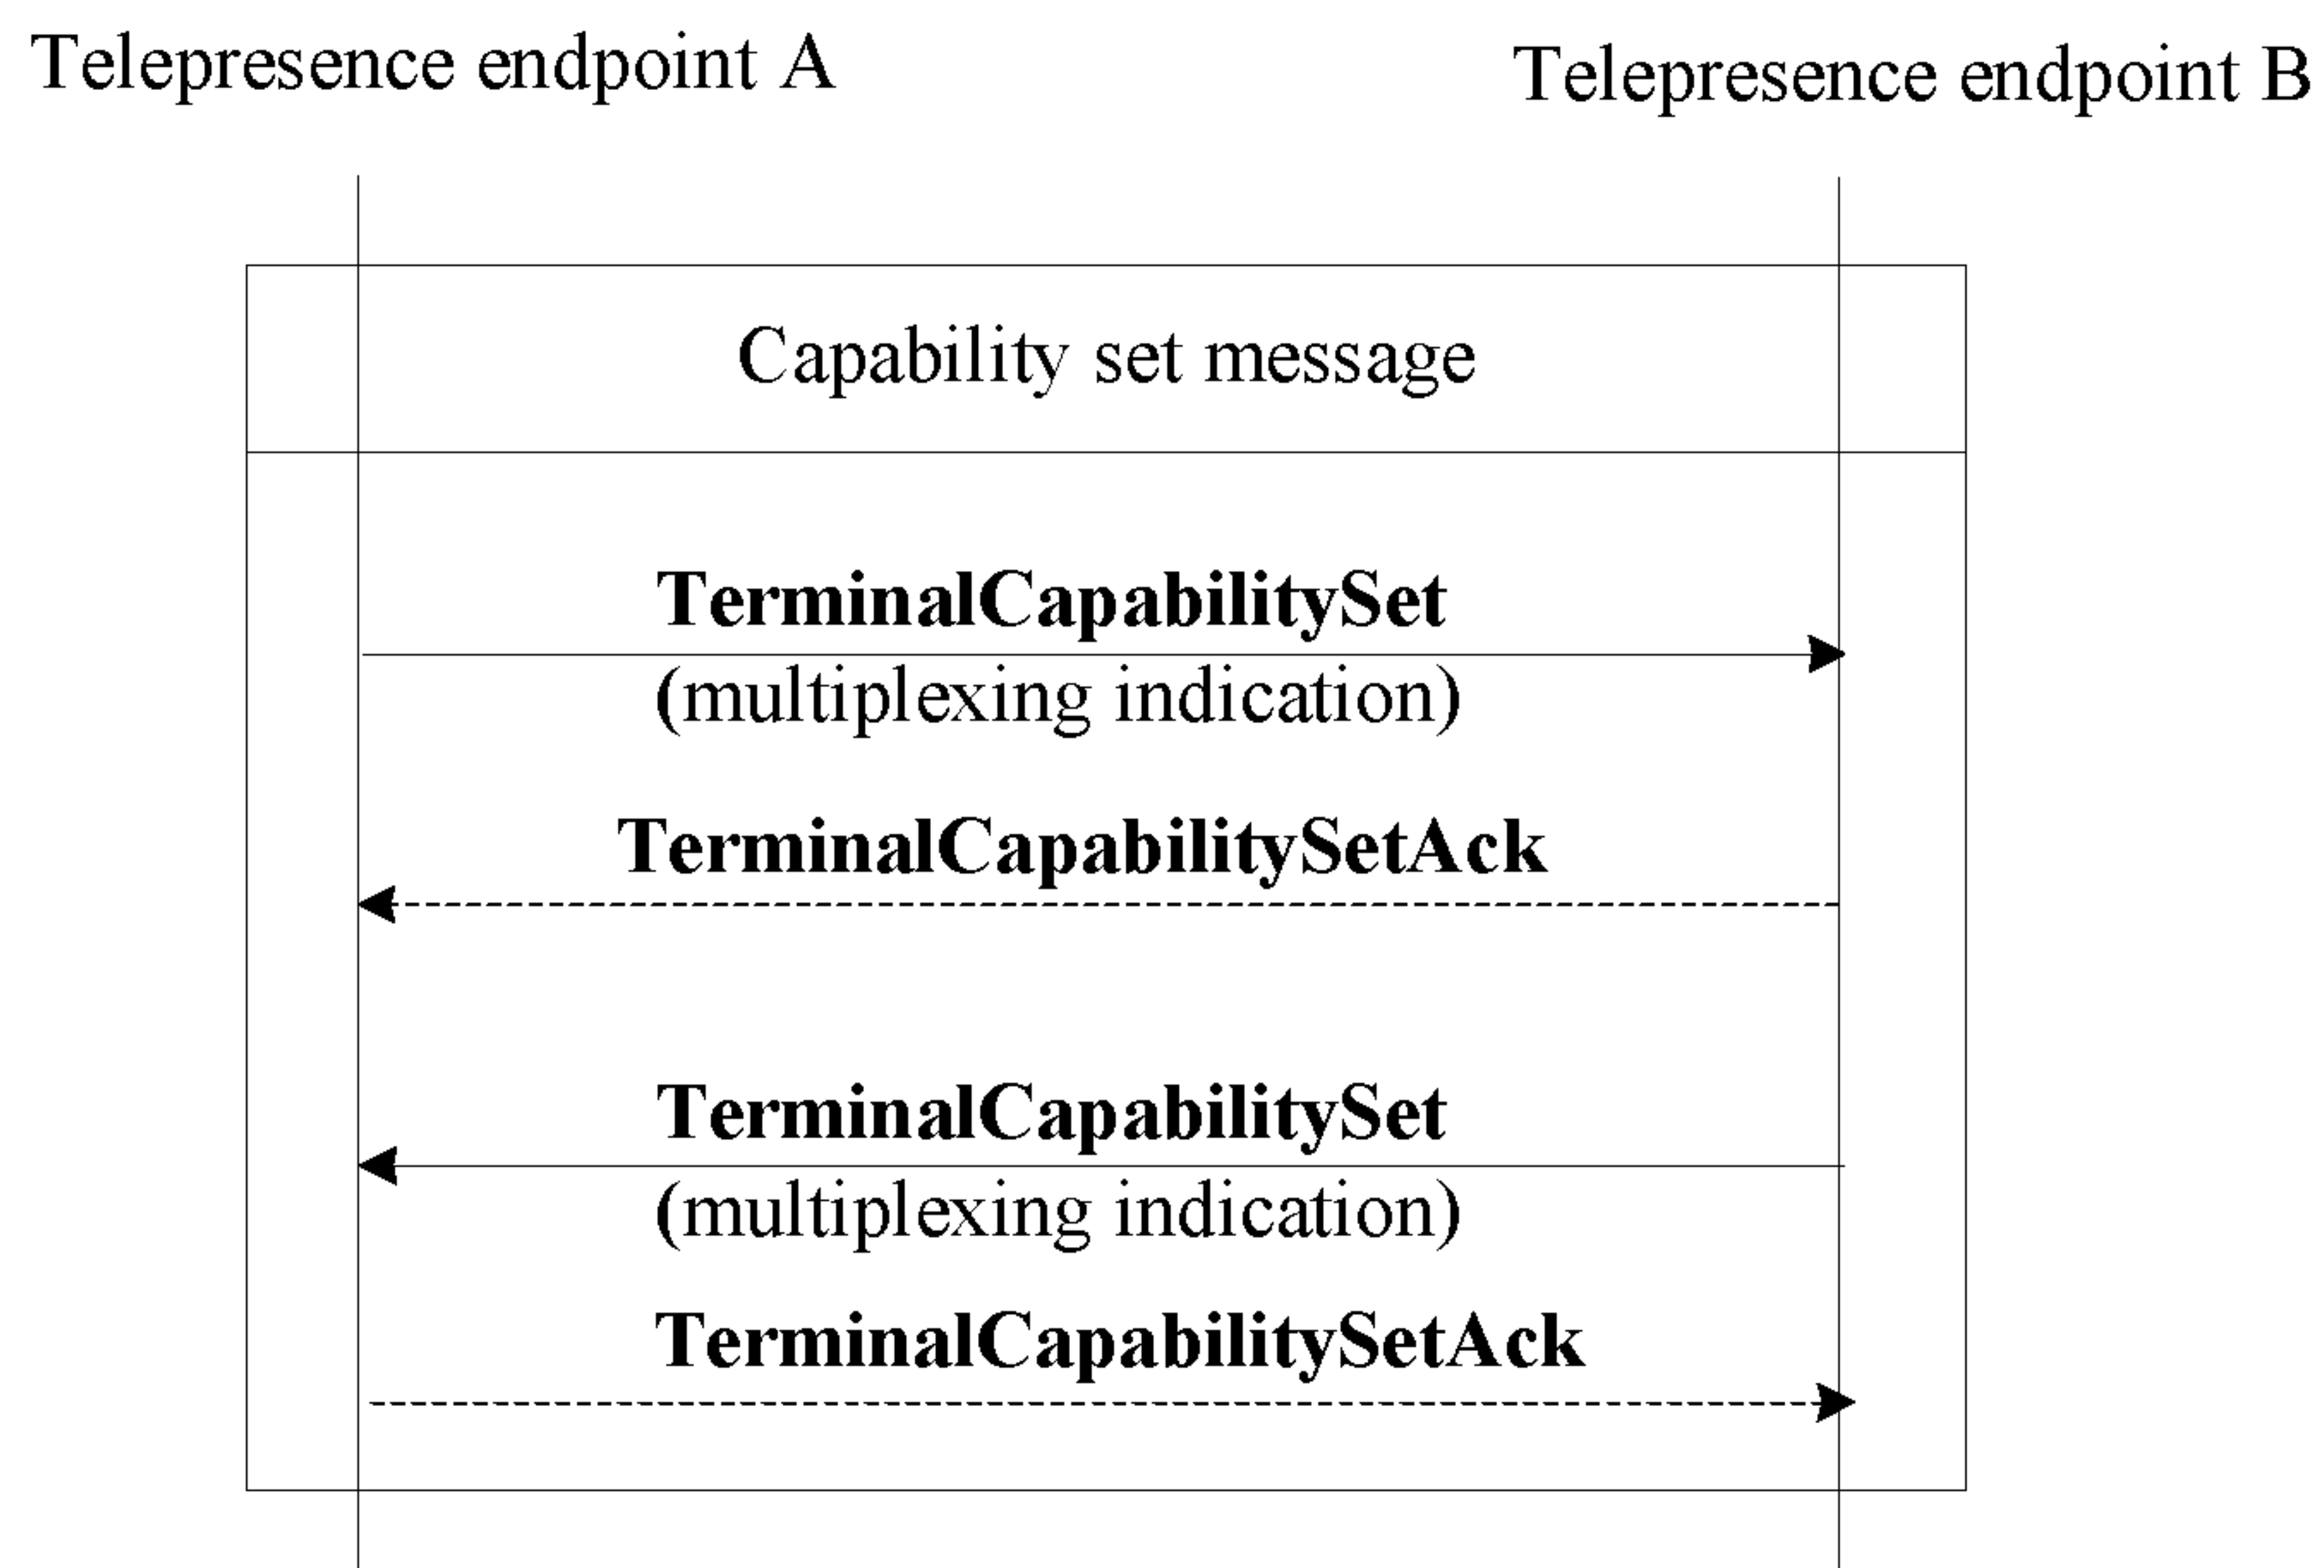 Telepresence endpoint A
Telepresence endpoint B
Capability set message
TerminalCapabilitySet
(multiplexing indication)
TerminalCapabilitySetAck
TerminalCapabilitySet
(multiplexing indication)
TerminalCapabilitySetAck